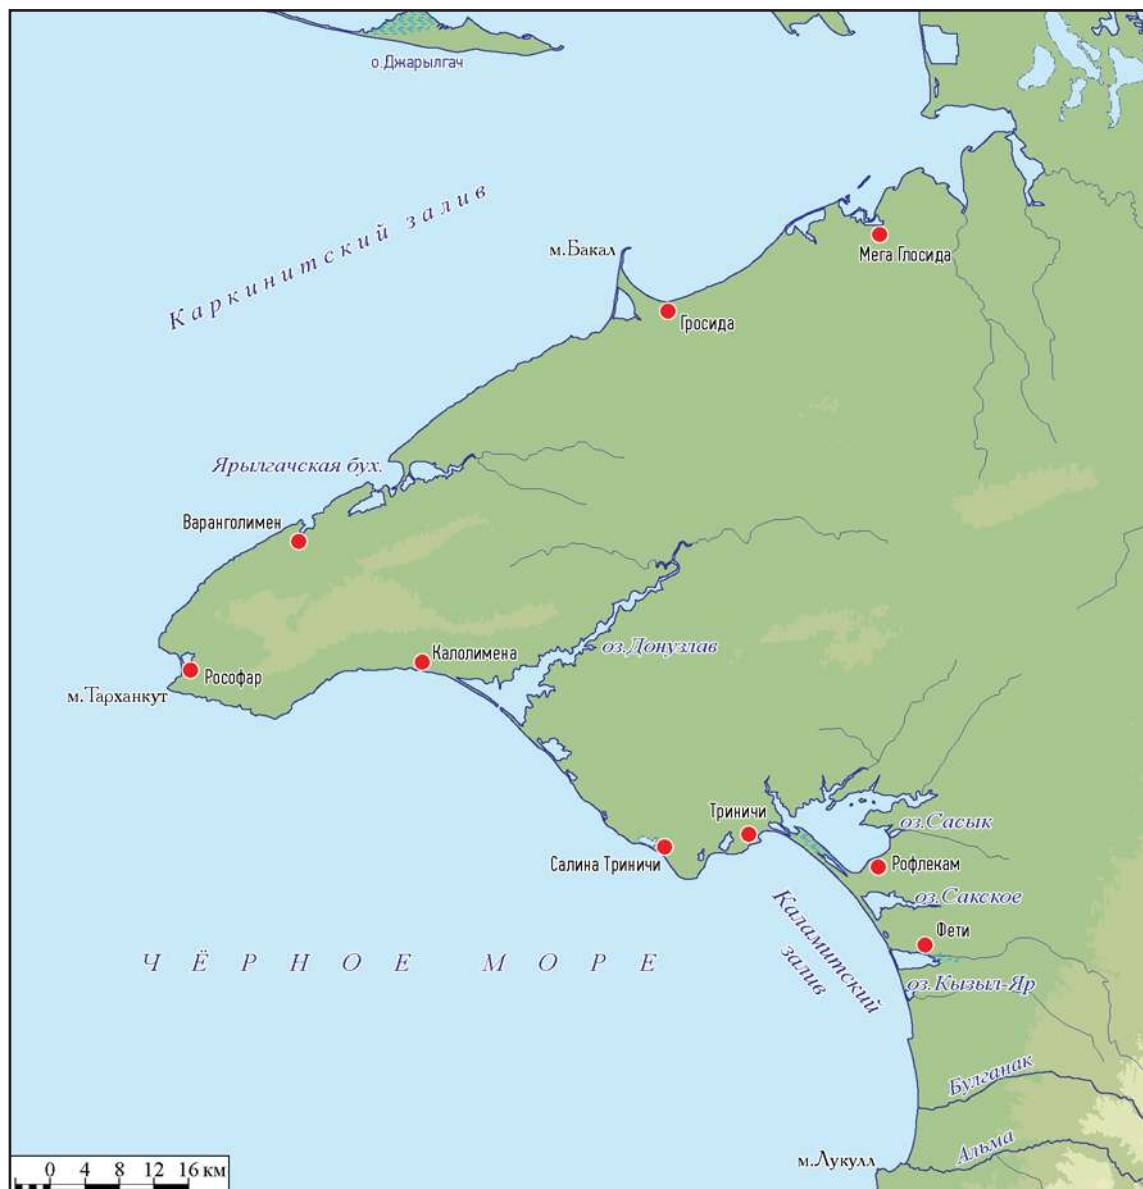 о.Джарылгач
Каркинитский залив
м.Бакал
Мега Глосида
Гросида
Ярылгачская бух.
Варанголимен
Калолимена
оз.Донузлав
Рософар
м.Тарханкут
Триничи
оз.Сасык
Салина Триничи
Рофлекам
оз.Сакское
Каламитский
залив
Фети
ЧЁРНОЕ МОРЕ
оз.Кызыл-Яр
Булганак
Альма
м.Лукулл
0 4 8 12 16 км